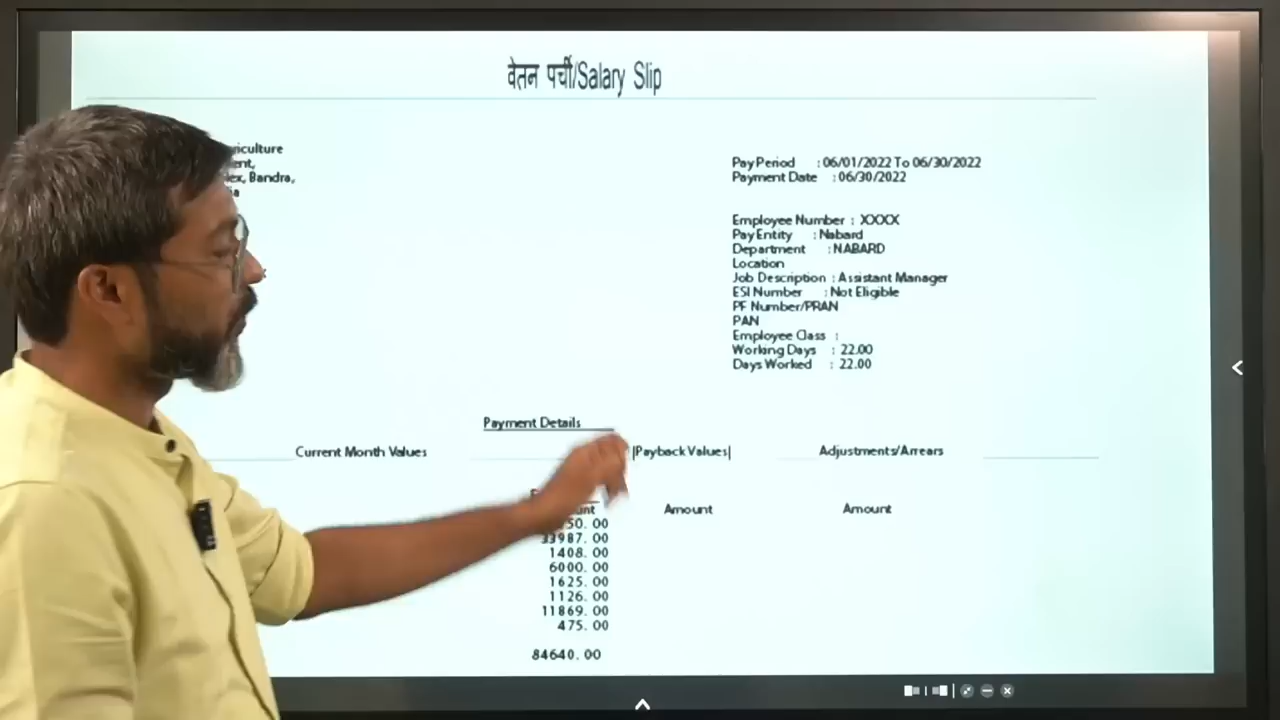 वेतन पर्ची/Salary Slip
Bandra,
Pay Period : 06/01/2022 To 06/30/2022
Payment Date : 06/30/2022
Employee Number : XXXX
Pay Entity : Nabard
Department : NABARD
Location
Job Description : Assistant Manager
ESI Number : Not Eligible
PF Number/PRAN
PAN
Employee Class :
Working Days : 22.00
Days Worked : 22.00
Payment Details
Current Month Values |Payback Values| Adjustments/Arrears
Amount Amount
33987.00
1408.00
6000.00
1625.00
1126.00
11869.00
475.00
84640.00